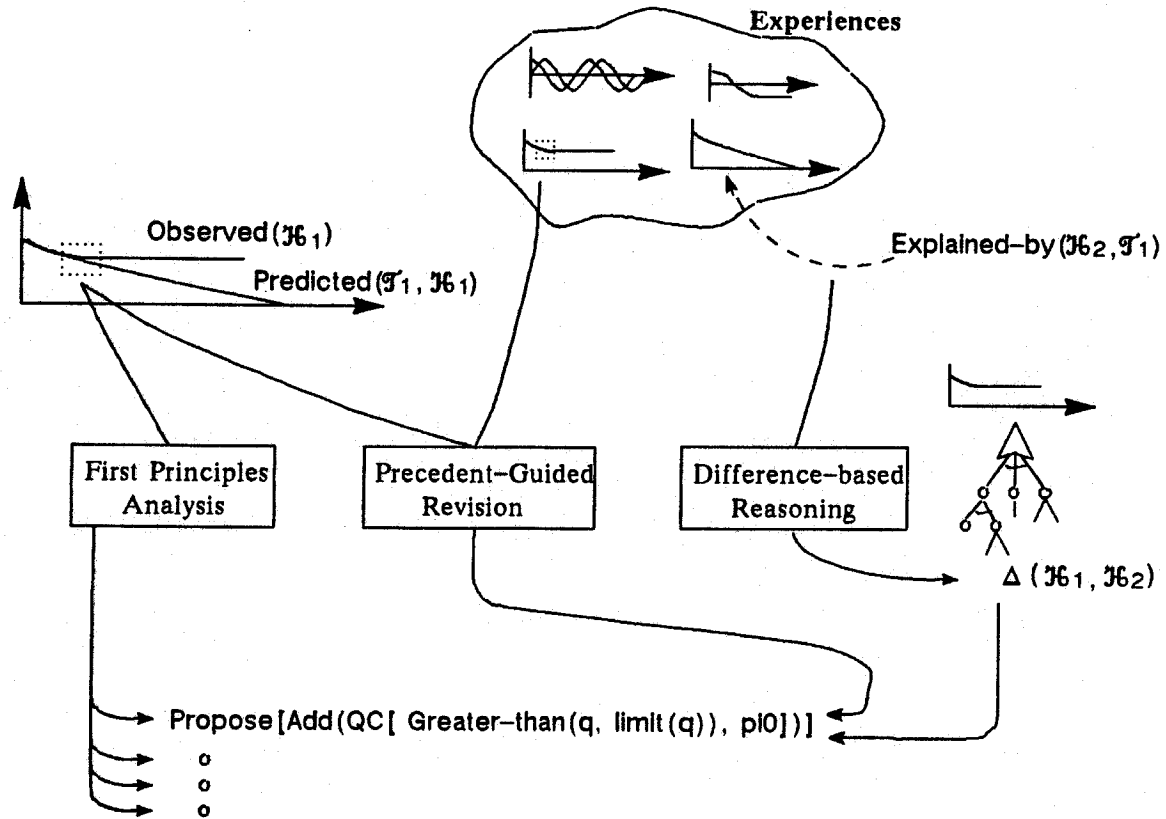 Experiences
Observed(ℋ1)
Predicted(𝒯1, ℋ1)
Explained–by(ℋ2, 𝒯1)
First Principles
Analysis
Precedent–Guided
Revision
Difference–based
Reasoning
Δ (ℋ1, ℋ2)
Propose[Add(QC[ Greater–than(q, limit(q)), pl0])]